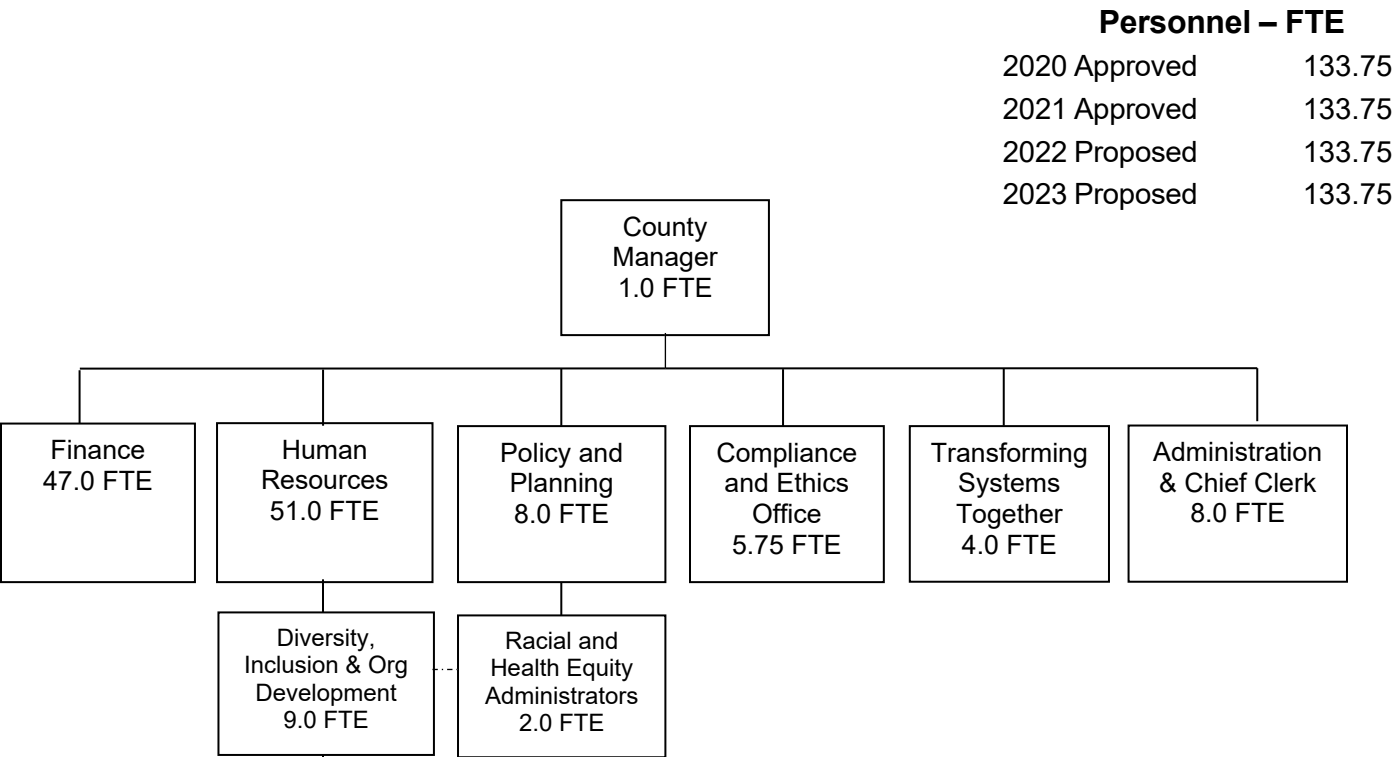 Personnel – FTE
2020 Approved 133.75
2021 Approved 133.75
2022 Proposed 133.75
2023 Proposed 133.75
County
Manager
1.0 FTE
Finance
47.0 FTE
Human
Resources
51.0 FTE
Policy and
Planning
8.0 FTE
Compliance
and Ethics
Office
5.75 FTE
Transforming
Systems
Together
4.0 FTE
Administration
& Chief Clerk
8.0 FTE
Diversity,
Inclusion & Org
Development
9.0 FTE
Racial and
Health Equity
Administrators
2.0 FTE